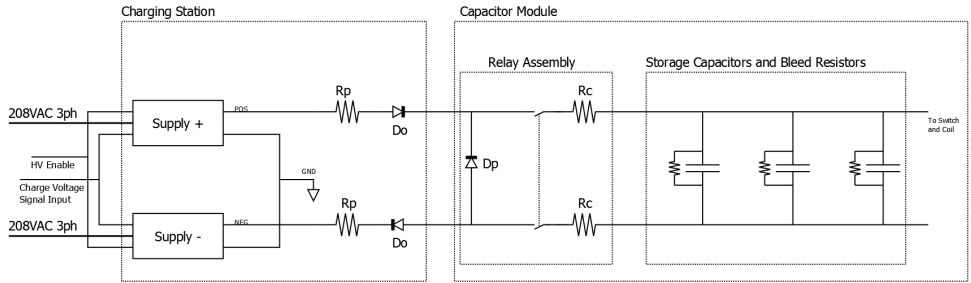 Charging Station
Capacitor Module
Relay Assembly
Storage Capacitors and Bleed Resistors
208VAC 3ph
Supply +
POS
Rp
Do
Rc
To Switch
and Coil
HV Enable
Charge Voltage
Signal Input
GND
Dp
208VAC 3ph
Supply -
NEG
Rp
Do
Rc